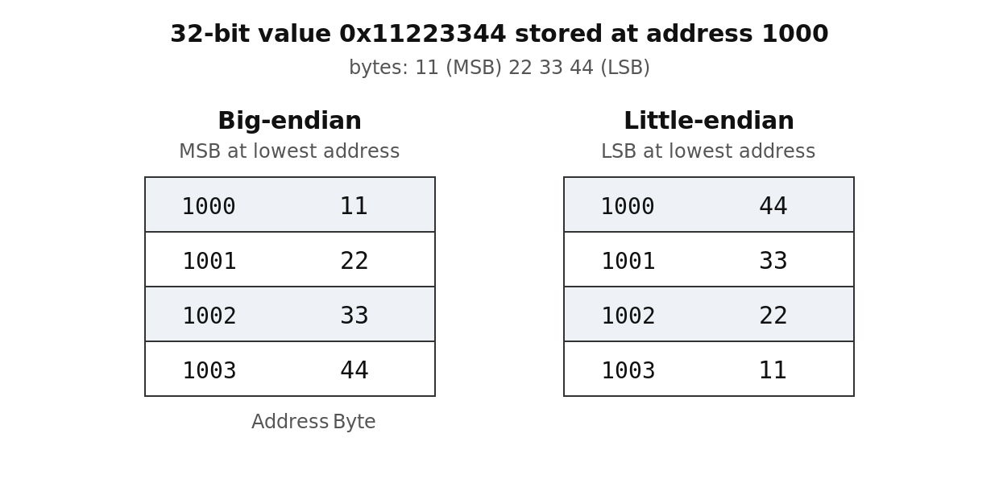 32-bit value 0x11223344 stored at address 1000
bytes: 11 (MSB) 22 33 44 (LSB)
Big-endian
MSB at lowest address
1000 11
1001 22
1002 33
1003 44
Address Byte
Little-endian
LSB at lowest address
1000 44
1001 33
1002 22
1003 11